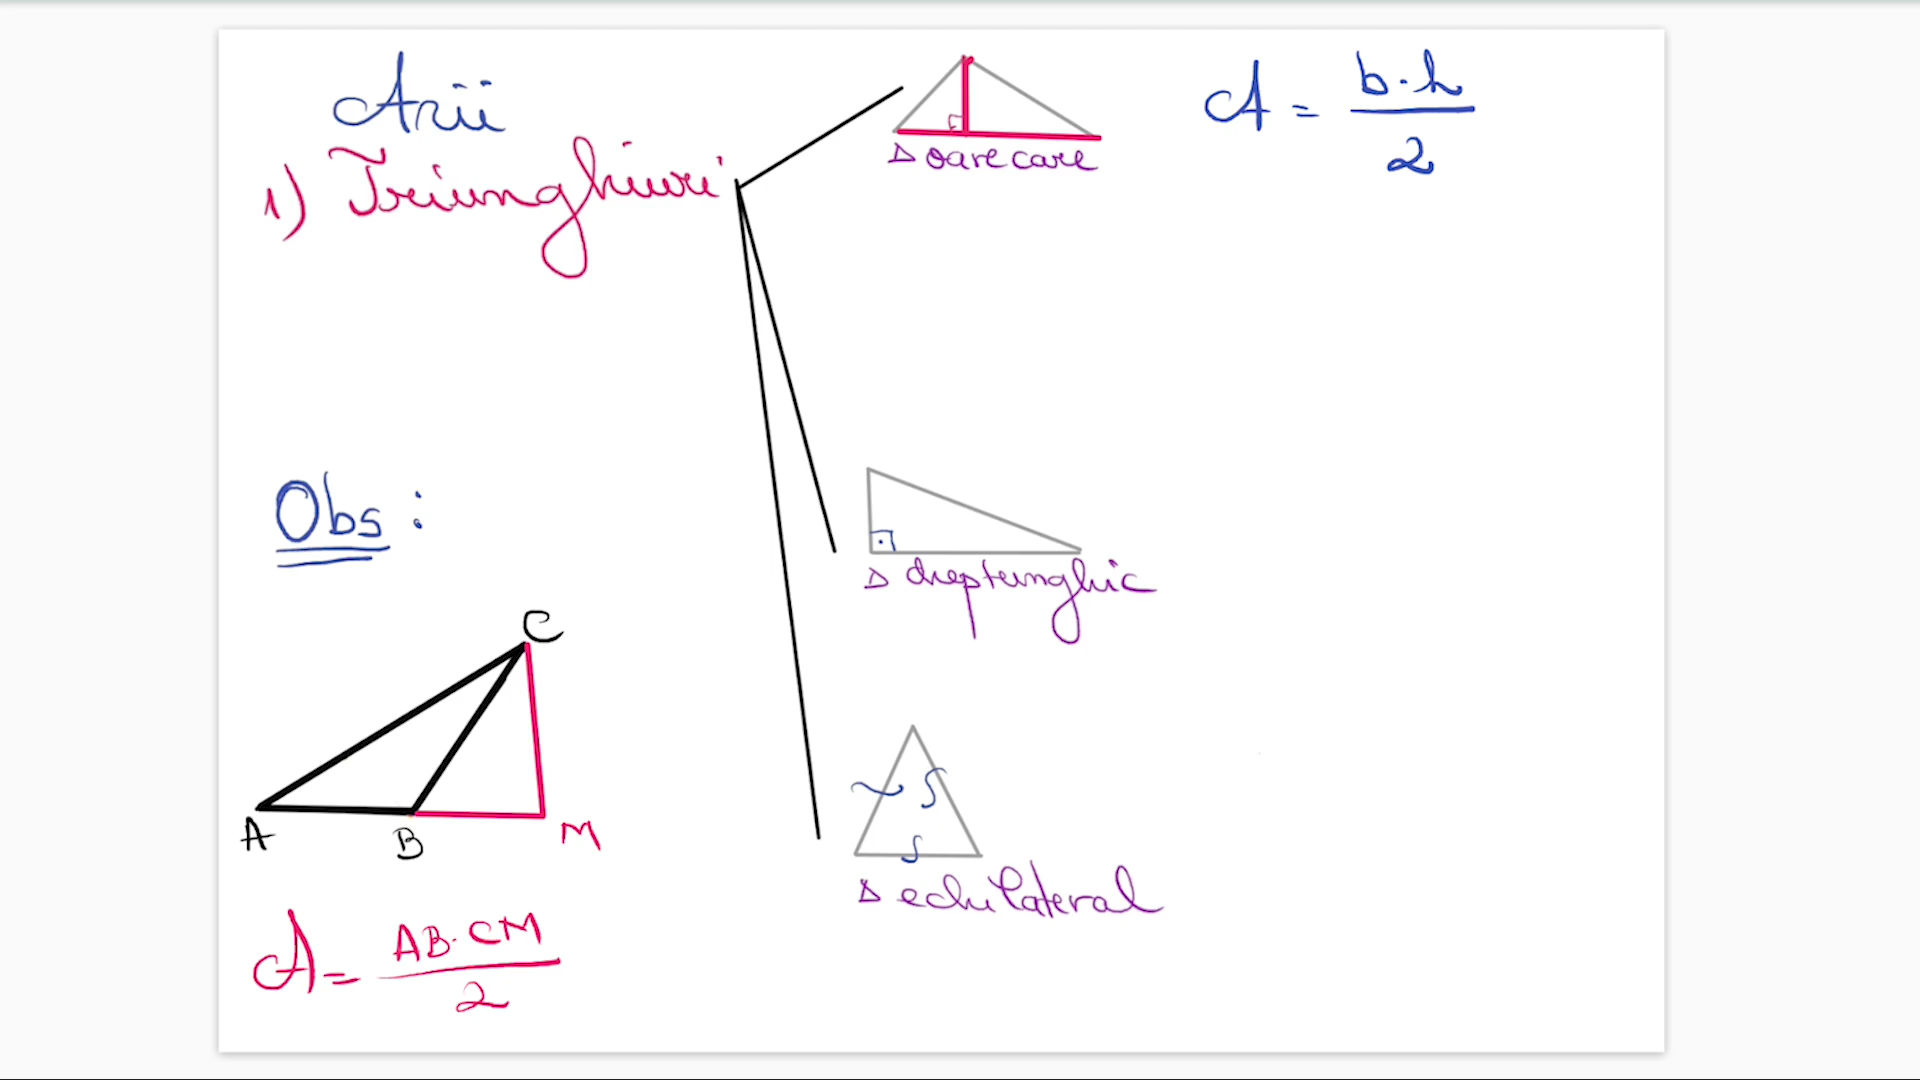 Arii
1) Triunghiuri
Δ oarecare
A = b·h / 2
Δ dreptunghic
Δ echilateral
Obs :
C
A
B
M
A = AB·CM / 2